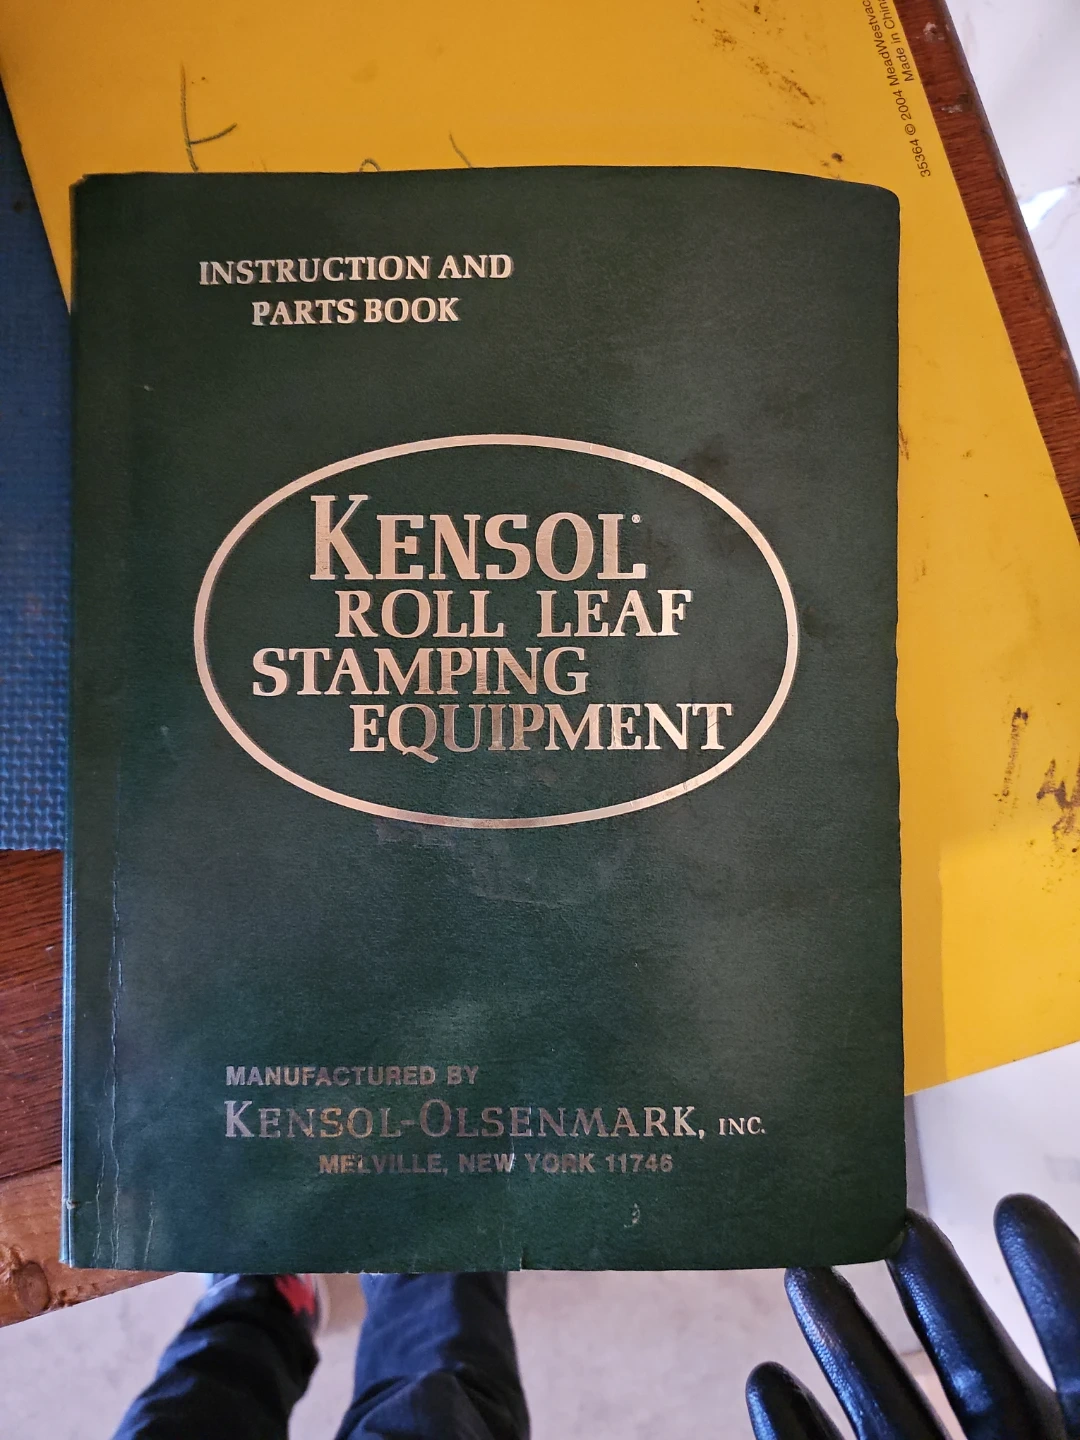 35364 © 2004 MeadWestvac
Made in China
INSTRUCTION AND
PARTS BOOK
KENSOL®
ROLL LEAF
STAMPING
EQUIPMENT
MANUFACTURED BY
KENSOL-OLSENMARK, INC.
MELVILLE, NEW YORK 11746